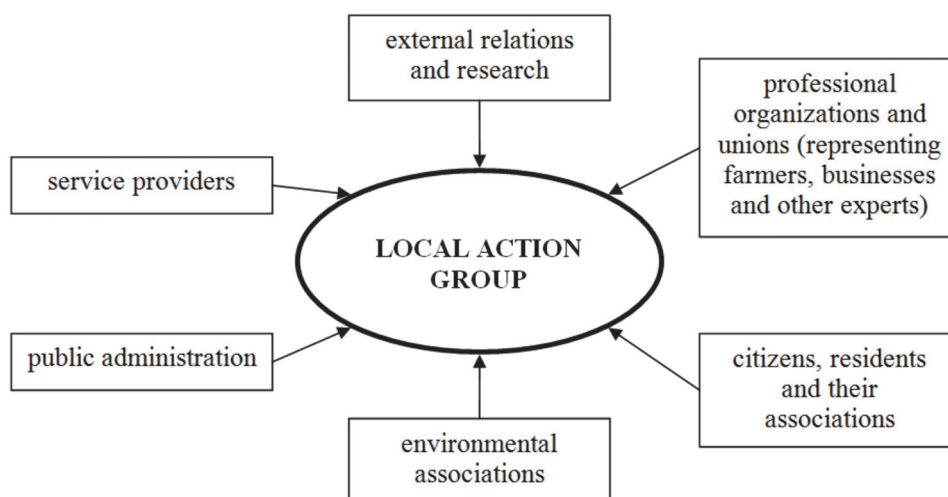 external relations
and research
professional
organizations and
unions (representing
farmers, businesses
and other experts)
service providers
LOCAL ACTION
GROUP
public administration
citizens, residents
and their
associations
environmental
associations